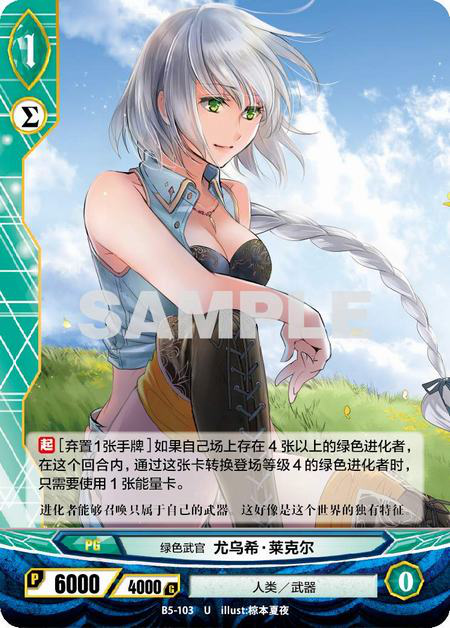 1
Σ
SAMPLE
起 [弃置1张手牌]如果自己场上存在 4 张以上的绿色进化者，
在这个回合内，通过这张卡转换登场等级 4 的绿色进化者时，
只需要使用 1 张能量卡。
进化者能够召唤只属于自己的武器 这好像是这个世界的独有特征。
PG 绿色武官 尤乌希·莱克尔
P 6000 / 4000 G 人类／武器 0
B5-103 U illust:棕本夏夜